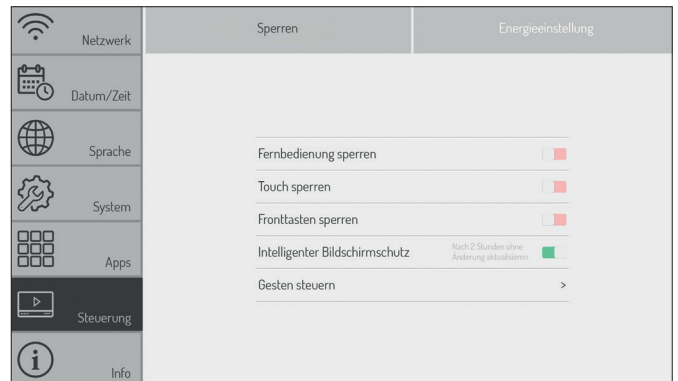 Netzwerk
Datum/Zeit
Sprache
System
Apps
Steuerung
Info
Sperren
Energieeinstellung
Fernbedienung sperren
Touch sperren
Fronttasten sperren
Intelligenter Bildschirmschutz
Nach 2 Stunden ohne
Änderung aktualisieren
Gesten steuern >